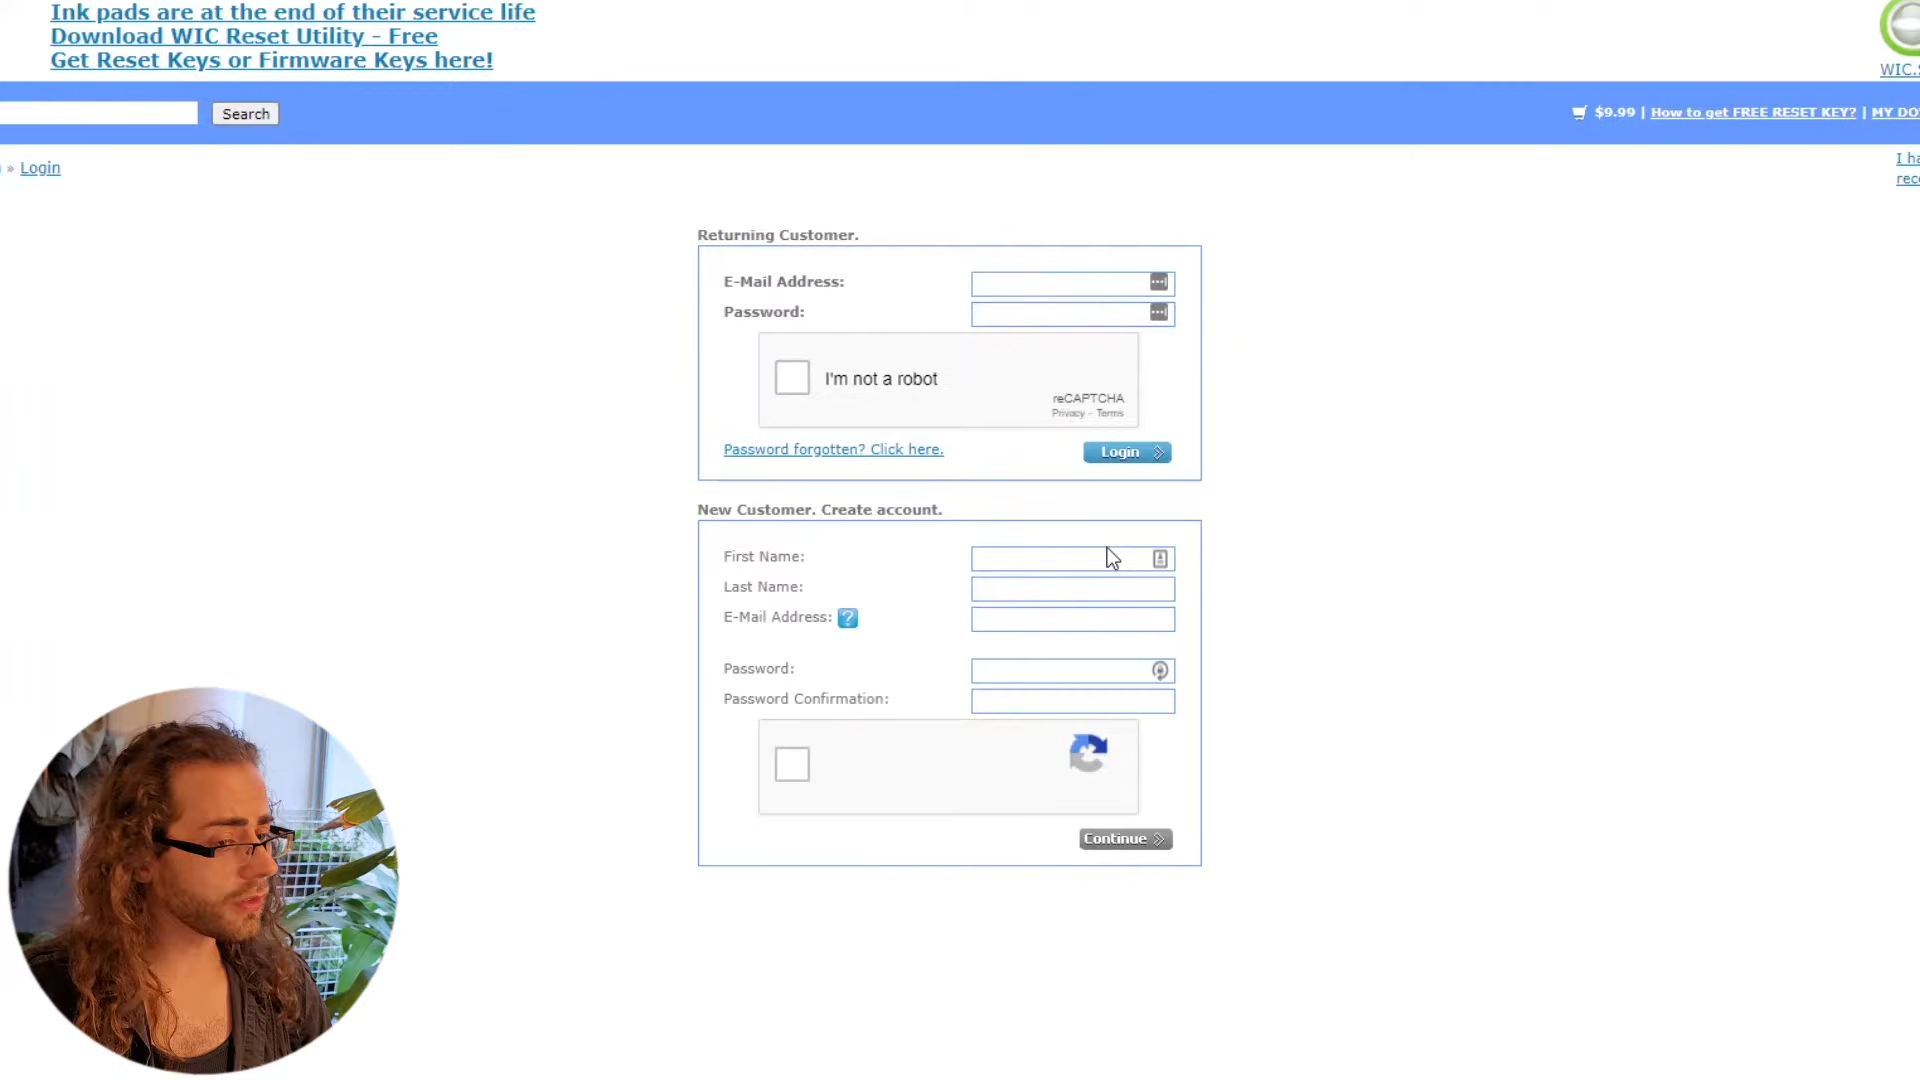 Ink pads are at the end of their service life
Download WIC Reset Utility - Free
Get Reset Keys or Firmware Keys here!
WIC.
Search
$9.99 | How to get FREE RESET KEY? | MY
» Login
I
Returning Customer.
E-Mail Address:
Password:
I'm not a robot
reCAPTCHA
Privacy - Terms
Password forgotten? Click here.
Login
New Customer. Create account.
First Name:
Last Name:
E-Mail Address: ?
Password:
Password Confirmation:
Continue